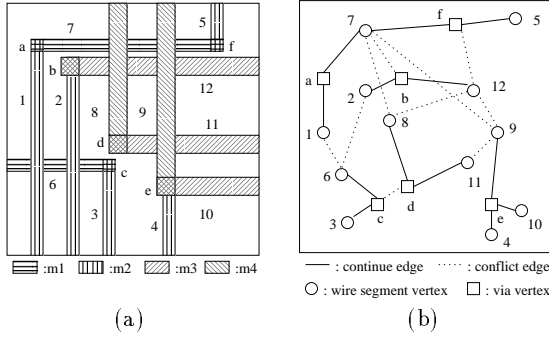 5
7
a
f
b
12
1
2
8
9
11
d
c
e
6
3
4
10
:m1 :m2 :m3 :m4
(a)
f
7
5
a
2
b
12
8
1
9
6
11
3
c
d
e
10
4
: continue edge : conflict edge
: wire segment vertex : via vertex
(b)